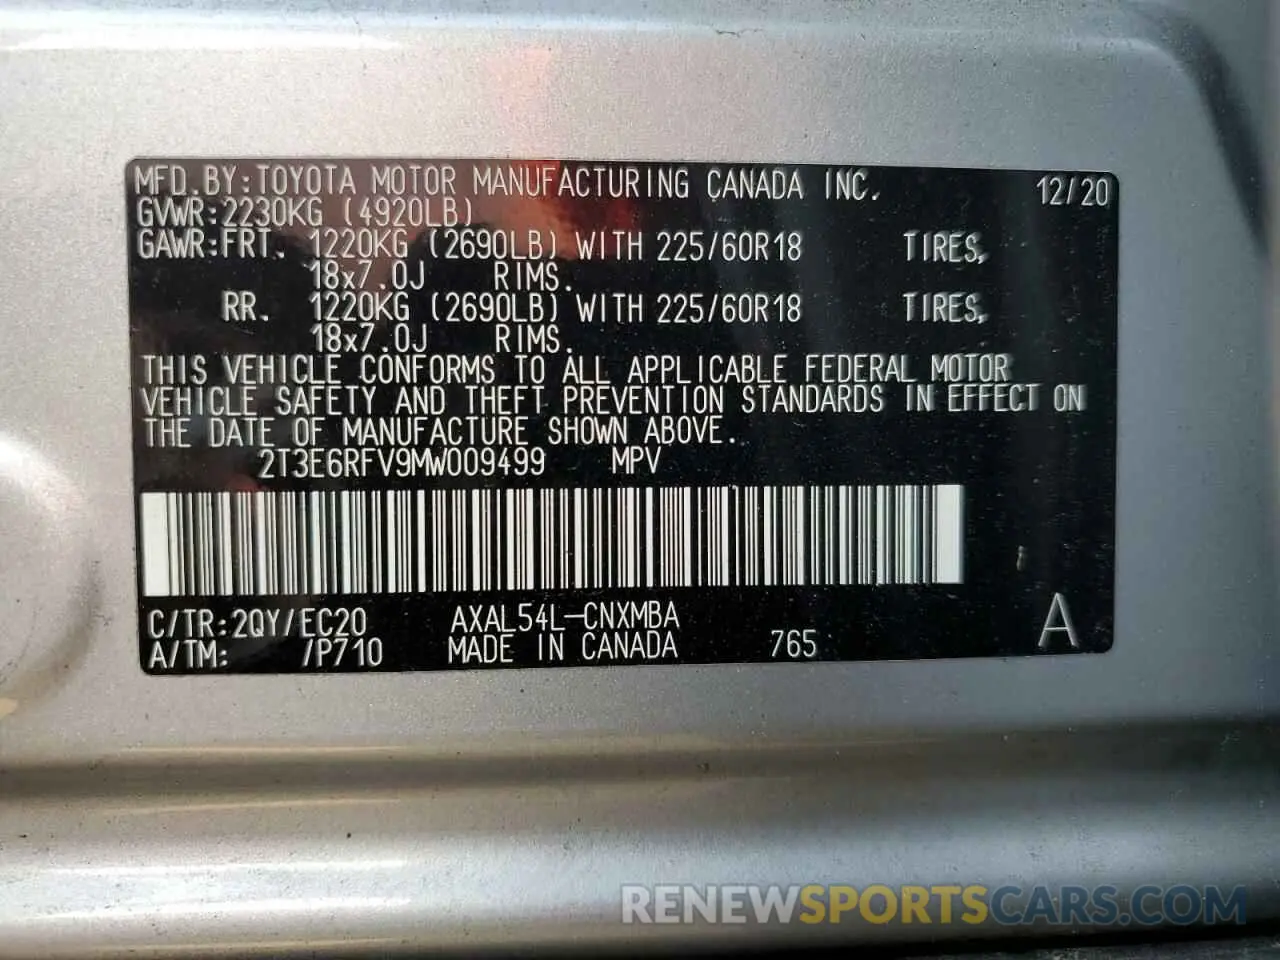 MFD.BY:TOYOTA MOTOR MANUFACTURING CANADA INC. 12/20
GVWR:2230KG (4920LB)
GAWR:FRT. 1220KG (2690LB) WITH 225/60R18 TIRES,
18x7.0J RIMS.
RR. 1220KG (2690LB) WITH 225/60R18 TIRES,
18x7.0J RIMS.
THIS VEHICLE CONFORMS TO ALL APPLICABLE FEDERAL MOTOR
VEHICLE SAFETY AND THEFT PREVENTION STANDARDS IN EFFECT ON
THE DATE OF MANUFACTURE SHOWN ABOVE.
2T3E6RFV9MW009499 MPV
C/TR:2QY/EC20 AXAL54L-CNXMBA
A/TM: /P710 MADE IN CANADA 765 A
RENEWSPORTSCARS.COM